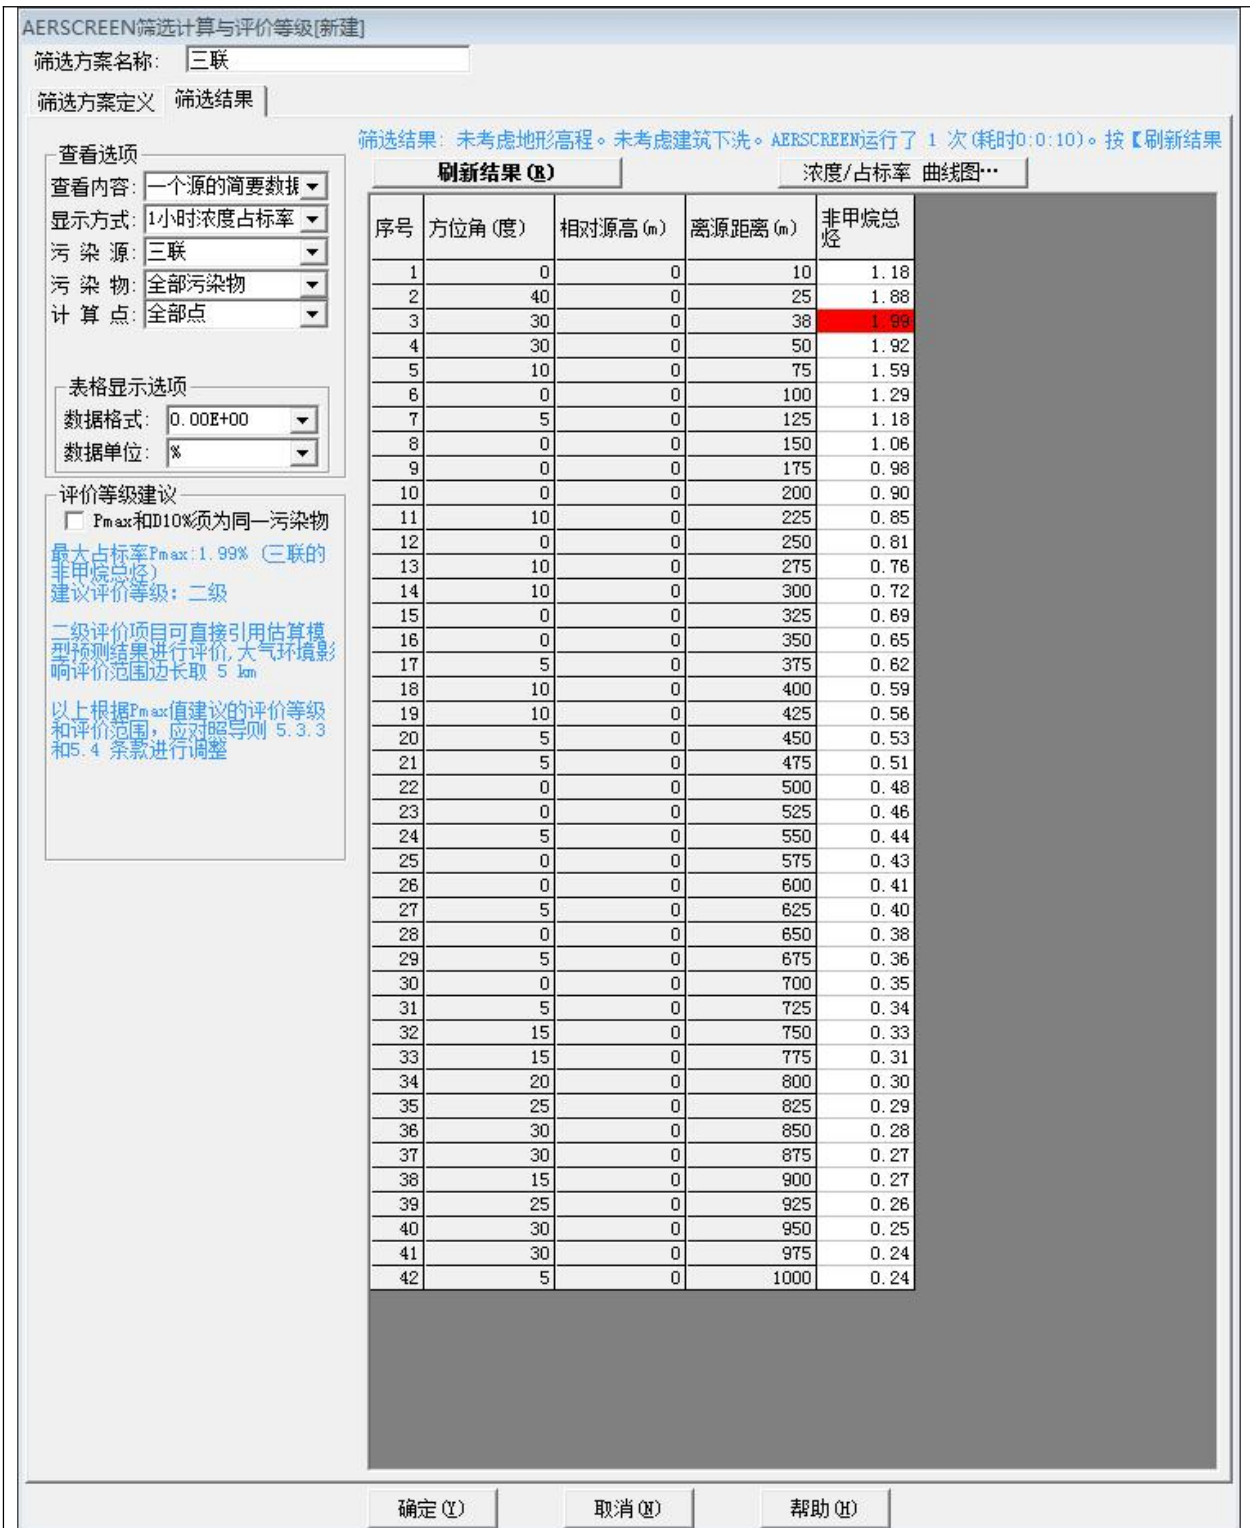 AERSCREEN筛选计算与评价等级[新建]
筛选方案名称: 三联
筛选方案定义 筛选结果
筛选结果: 未考虑地形高程。未考虑建筑下洗。AERSCREEN运行了 1 次(耗时0:0:10)。按【刷新结果
刷新结果(R) 浓度/占标率 曲线图…
查看选项
查看内容: 一个源的简要数据
显示方式: 1小时浓度占标率
污 染 源: 三联
污 染 物: 全部污染物
计 算 点: 全部点
表格显示选项
数据格式: 0.00E+00
数据单位: %
评价等级建议
Pmax和D10%须为同一污染物
最大占标率Pmax:1.99% (三联的
非甲烷总烃)
建议评价等级: 二级
二级评价项目可直接引用估算模
型预测结果进行评价,大气环境影
响评价范围边长取 5 km
以上根据Pmax值建议的评价等级
和评价范围, 应对照导则 5.3.3
和5.4 条款进行调整
序号 方位角(度) 相对源高(m) 离源距离(m) 非甲烷总烃
1 0 0 10 1.18
2 40 0 25 1.88
3 30 0 38 1.99
4 30 0 50 1.92
5 10 0 75 1.59
6 0 0 100 1.29
7 5 0 125 1.18
8 0 0 150 1.06
9 0 0 175 0.98
10 0 0 200 0.90
11 10 0 225 0.85
12 0 0 250 0.81
13 10 0 275 0.76
14 10 0 300 0.72
15 0 0 325 0.69
16 0 0 350 0.65
17 5 0 375 0.62
18 10 0 400 0.59
19 10 0 425 0.56
20 5 0 450 0.53
21 5 0 475 0.51
22 0 0 500 0.48
23 0 0 525 0.46
24 5 0 550 0.44
25 0 0 575 0.43
26 0 0 600 0.41
27 5 0 625 0.40
28 0 0 650 0.38
29 5 0 675 0.36
30 0 0 700 0.35
31 5 0 725 0.34
32 15 0 750 0.33
33 15 0 775 0.31
34 20 0 800 0.30
35 25 0 825 0.29
36 30 0 850 0.28
37 30 0 875 0.27
38 15 0 900 0.27
39 25 0 925 0.26
40 30 0 950 0.25
41 30 0 975 0.24
42 5 0 1000 0.24
确定(Y) 取消(N) 帮助(H)